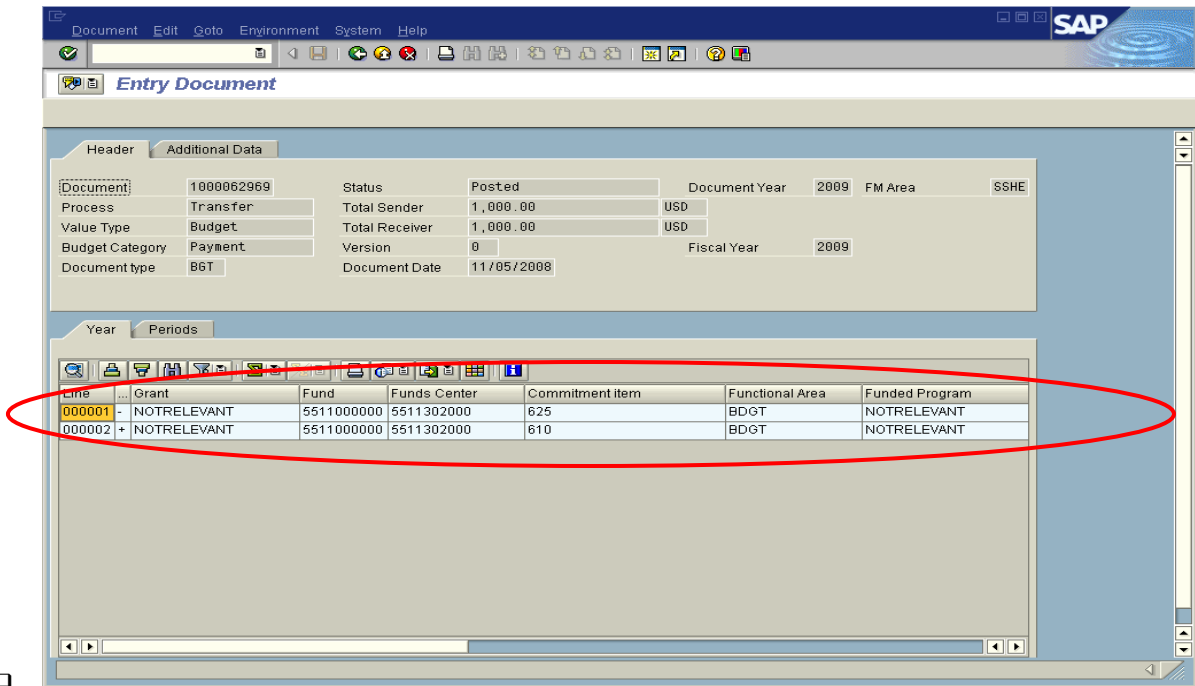 Document Edit Goto Environment System Help
SAP
Entry Document
Header Additional Data
Document 1000062969 Status Posted Document Year 2009 FM Area SSHE
Process Transfer Total Sender 1,000.00 USD
Value Type Budget Total Receiver 1,000.00 USD
Budget Category Payment Version 0 Fiscal Year 2009
Document type BGT Document Date 11/05/2008
Year Periods
Line ... Grant Fund Funds Center Commitment item Functional Area Funded Program
000001 - NOTRELEVANT 5511000000 5511302000 625 BDGT NOTRELEVANT
000002 + NOTRELEVANT 5511000000 5511302000 610 BDGT NOTRELEVANT